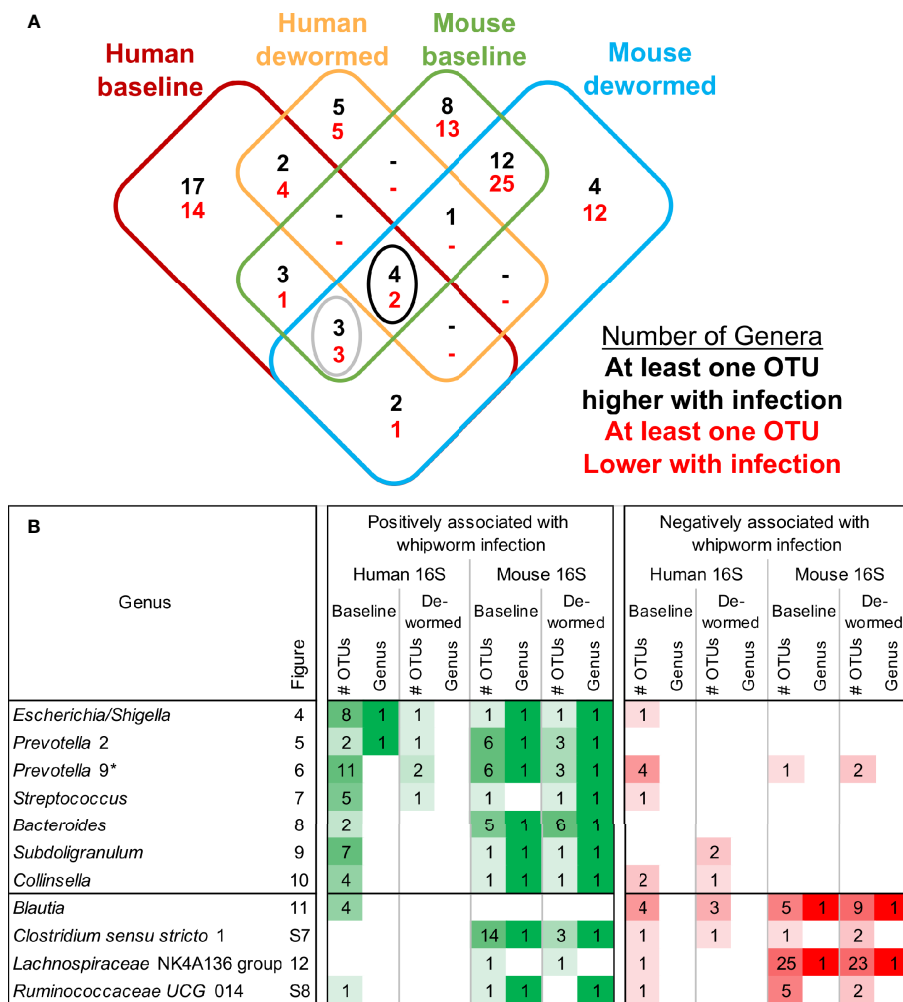 A
Human baseline
Human dewormed
Mouse baseline
Mouse dewormed
5
5
8
13
2
4
-
-
12
25
17
14
-
-
1
-
4
12
3
1
4
2
-
-
3
3
-
-
2
1
Number of Genera
At least one OTU
higher with infection
At least one OTU
Lower with infection
B
Positively associated with whipworm infection
Negatively associated with whipworm infection
Genus
Figure
Human 16S Mouse 16S Human 16S Mouse 16S
Baseline De-wormed Baseline De-wormed Baseline De-wormed Baseline De-wormed
# OTUs Genus # OTUs Genus # OTUs Genus # OTUs Genus # OTUs Genus # OTUs Genus # OTUs Genus # OTUs Genus
Escherichia/Shigella 4 8 1 1 1 1 1 1 1
Prevotella 2 5 2 1 1 6 1 3 1
Prevotella 9* 6 11 2 6 1 3 1 4 1 2
Streptococcus 7 5 1 1 1 1
Bacteroides 8 2 5 1 6 1
Subdoligranulum 9 7 1 1 1 1 2
Collinsella 10 4 1 1 1 1 2 1
Blautia 11 4 4 3 5 1 9 1
Clostridium sensu stricto 1 S7 14 1 3 1 1 1 1 2
Lachnospiraceae NK4A136 group 12 1 1 1 25 1 23 1
Ruminococcaceae UCG 014 S8 1 1 1 1 5 2